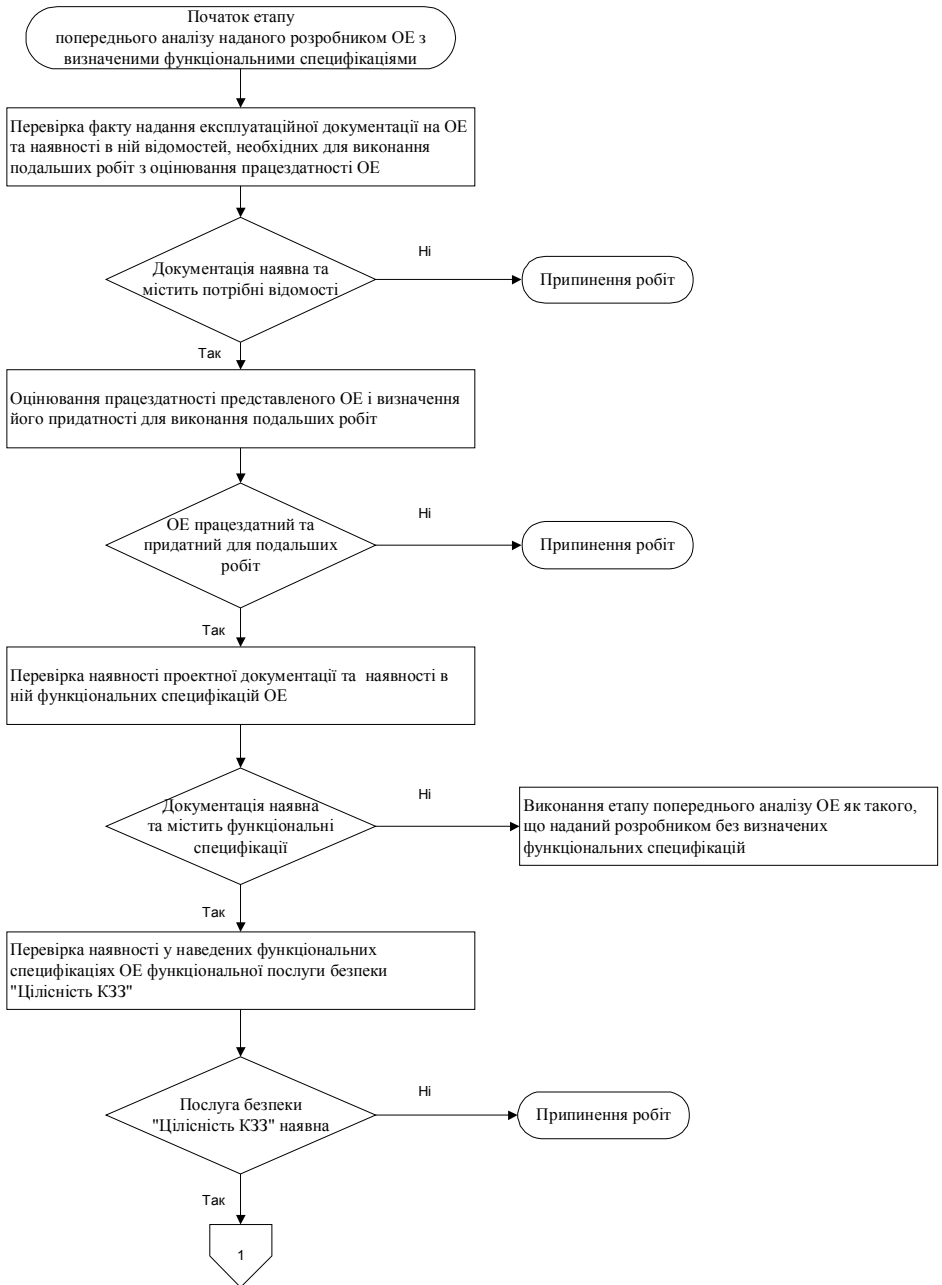 Початок етапу
попереднього аналізу наданого розробником ОЕ з
визначеними функціональними специфікаціями
Перевірка факту надання експлуатаційної документації на ОЕ
та наявності в ній відомостей, необхідних для виконання
подальших робіт з оцінювання працездатності ОЕ
Документація наявна та
містить потрібні відомості
Ні
Припинення робіт
Так
Оцінювання працездатності представленого ОЕ і визначення
його придатності для виконання подальших робіт
ОЕ працездатний та
придатний для подальших
робіт
Ні
Припинення робіт
Так
Перевірка наявності проектної документації та наявності в
ній функціональних специфікацій ОЕ
Документація наявна
та містить функціональні
специфікації
Ні
Виконання етапу попереднього аналізу ОЕ як такого,
що наданий розробником без визначених
функціональних специфікацій
Так
Перевірка наявності у наведених функціональних
специфікаціях ОЕ функціональної послуги безпеки
"Цілісність КЗЗ"
Послуга безпеки
"Цілісність КЗЗ" наявна
Ні
Припинення робіт
Так
1